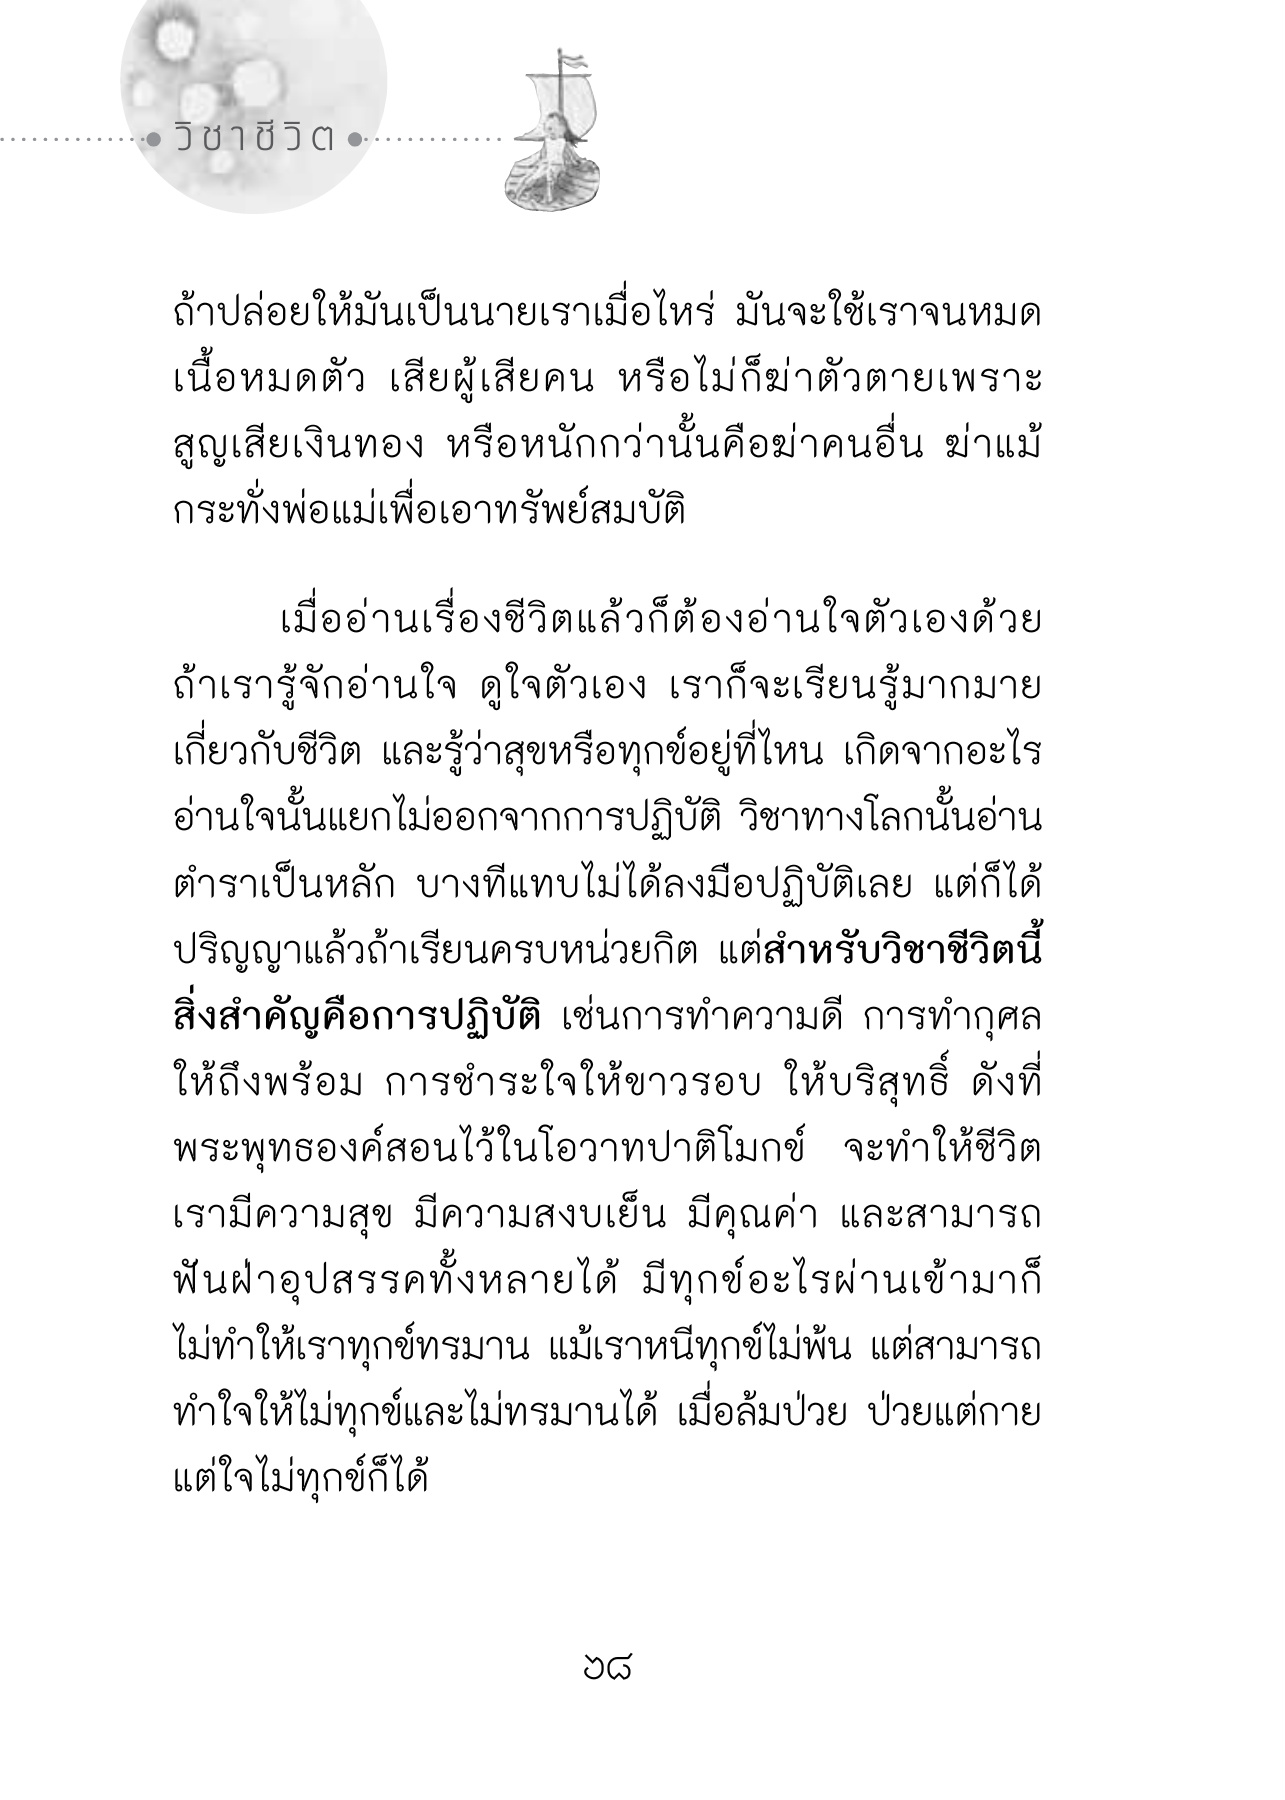 วิชาชีวิต
ถ้าปล่อยให้มันเป็นนายเราเมื่อไหร่ มันจะใช้เราจนหมด
เนื้อหมดตัว เสียผู้เสียคน หรือไม่ก็ฆ่าตัวตายเพราะ
สูญเสียเงินทอง หรือหนักกว่านั้นคือฆ่าคนอื่น ฆ่าแม้
กระทั่งพ่อแม่เพื่อเอาทรัพย์สมบัติ
เมื่ออ่านเรื่องชีวิตแล้วก็ต้องอ่านใจตัวเองด้วย
ถ้าเรารู้จักอ่านใจ ดูใจตัวเอง เราก็จะเรียนรู้มากมาย
เกี่ยวกับชีวิต และรู้ว่าสุขหรือทุกข์อยู่ที่ไหน เกิดจากอะไร
อ่านใจนั้นแยกไม่ออกจากการปฏิบัติ วิชาทางโลกนั้นอ่าน
ตำราเป็นหลัก บางทีแทบไม่ได้ลงมือปฏิบัติเลย แต่ก็ได้
ปริญญาแล้วถ้าเรียนครบหน่วยกิต แต่สำหรับวิชาชีวิตนี้
สิ่งสำคัญคือการปฏิบัติ เช่นการทำความดี การทำกุศล
ให้ถึงพร้อม การชำระใจให้ขาวรอบ ให้บริสุทธิ์ ดังที่
พระพุทธองค์สอนไว้ในโอวาทปาติโมกข์ จะทำให้ชีวิต
เรามีความสุข มีความสงบเย็น มีคุณค่า และสามารถ
ฟันฝ่าอุปสรรคทั้งหลายได้ มีทุกข์อะไรผ่านเข้ามาก็
ไม่ทำให้เราทุกข์ทรมาน แม้เราหนีทุกข์ไม่พ้น แต่สามารถ
ทำใจให้ไม่ทุกข์และไม่ทรมานได้ เมื่อล้มป่วย ป่วยแต่กาย
แต่ใจไม่ทุกข์ก็ได้
๖๘